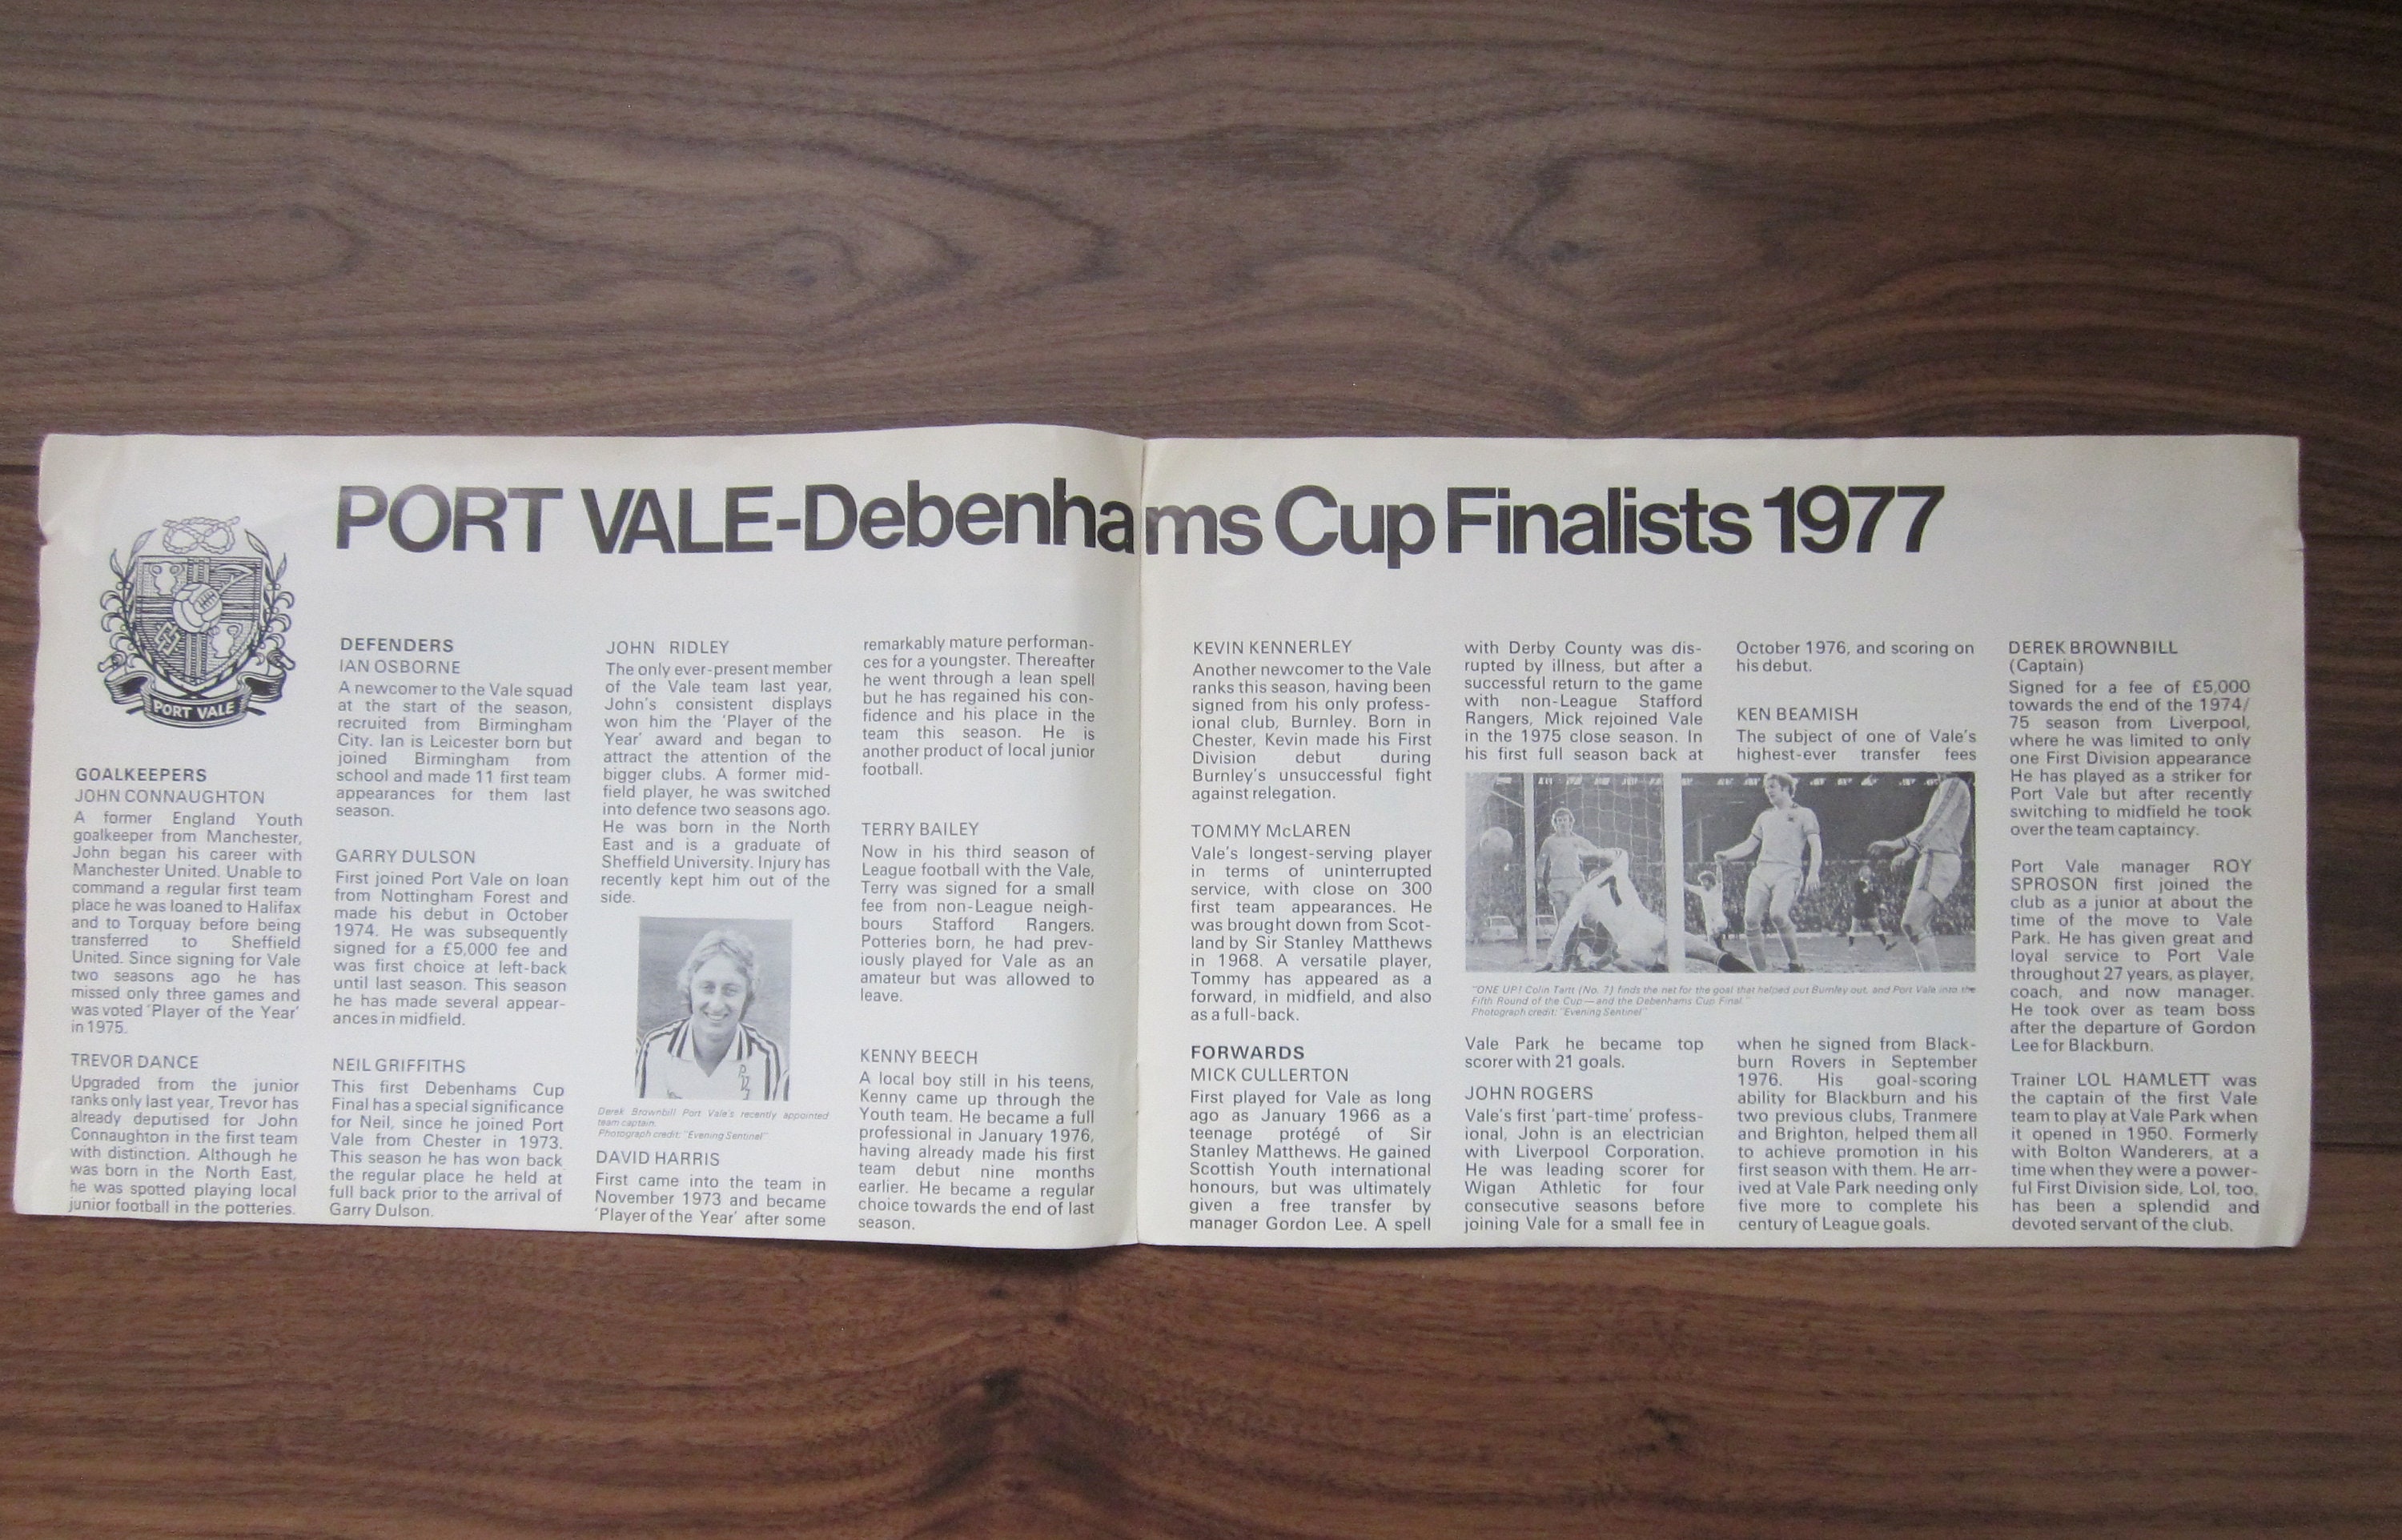 PORT VALE-Debenhams Cup Finalists 1977
PORT VALE
GOALKEEPERS
JOHN CONNAUGHTON
A former England Youth
goalkeeper from Manchester,
John began his career with
Manchester United. Unable to
command a regular first team
place he was loaned to Halifax
and to Torquay before being
transferred to Sheffield
United. Since signing for Vale
two seasons ago he has
missed only three games and
was voted 'Player of the Year'
in 1975.
TREVOR DANCE
Upgraded from the junior
ranks only last year, Trevor has
already deputised for John
Connaughton in the first team
with distinction. Although he
was born in the North East,
he was spotted playing local
junior football in the potteries.
DEFENDERS
IAN OSBORNE
A newcomer to the Vale squad
at the start of the season,
recruited from Birmingham
City. Ian is Leicester born but
joined Birmingham from
school and made 11 first team
appearances for them last
season.
GARRY DULSON
First joined Port Vale on loan
from Nottingham Forest and
made his debut in October
1974. He was subsequently
signed for a £5,000 fee and
was first choice at left-back
until last season. This season
he has made several appear-
ances in midfield.
NEIL GRIFFITHS
This first Debenhams Cup
Final has a special significance
for Neil, since he joined Port
Vale from Chester in 1973.
This season he has won back
the regular place he held at
full back prior to the arrival of
Garry Dulson.
JOHN RIDLEY
The only ever-present member
of the Vale team last year,
John's consistent displays
won him the 'Player of the
Year' award and began to
attract the attention of the
bigger clubs. A former mid-
field player, he was switched
into defence two seasons ago.
He was born in the North
East and is a graduate of
Sheffield University. Injury has
recently kept him out of the
side.
Derek Brownbill Port Vale's recently appointed
team captain.
Photograph credit: "Evening Sentinel"
DAVID HARRIS
First came into the team in
November 1973 and became
'Player of the Year' after some
remarkably mature performan-
ces for a youngster. Thereafter
he went through a lean spell
but he has regained his con-
fidence and his place in the
team this season. He is
another product of local junior
football.
TERRY BAILEY
Now in his third season of
League football with the Vale,
Terry was signed for a small
fee from non-League neigh-
bours Stafford Rangers.
Potteries born, he had prev-
iously played for Vale as an
amateur but was allowed to
leave.
KENNY BEECH
A local boy still in his teens,
Kenny came up through the
Youth team. He became a full
professional in January 1976,
having already made his first
team debut nine months
earlier. He became a regular
choice towards the end of last
season.
KEVIN KENNERLEY
Another newcomer to the Vale
ranks this season, having been
signed from his only profess-
ional club, Burnley. Born in
Chester, Kevin made his First
Division debut during
Burnley's unsuccessful fight
against relegation.
TOMMY McLAREN
Vale's longest-serving player
in terms of uninterrupted
service, with close on 300
first team appearances. He
was brought down from Scot-
land by Sir Stanley Matthews
in 1968. A versatile player,
Tommy has appeared as a
forward, in midfield, and also
as a full-back.
FORWARDS
MICK CULLERTON
First played for Vale as long
ago as January 1966 as a
teenage protégé of Sir
Stanley Matthews. He gained
Scottish Youth international
honours, but was ultimately
given a free transfer by
manager Gordon Lee. A spell
with Derby County was dis-
rupted by illness, but after a
successful return to the game
with non-League Stafford
Rangers, Mick rejoined Vale
in the 1975 close season. In
his first full season back at
"ONE UP! Colin Tartt (No. 7) finds the net for the goal that helped put Burnley out, and Port Vale into the
Fifth Round of the Cup—and the Debenhams Cup Final"
Photograph credit: "Evening Sentinel"
Vale Park he became top
scorer with 21 goals.
JOHN ROGERS
Vale's first 'part-time' profess-
ional, John is an electrician
with Liverpool Corporation.
He was leading scorer for
Wigan Athletic for four
consecutive seasons before
joining Vale for a small fee in
October 1976, and scoring on
his debut.
KEN BEAMISH
The subject of one of Vale's
highest-ever transfer fees
when he signed from Black-
burn Rovers in September
1976. His goal-scoring
ability for Blackburn and his
two previous clubs, Tranmere
and Brighton, helped them all
to achieve promotion in his
first season with them. He arr-
ived at Vale Park needing only
five more to complete his
century of League goals.
DEREK BROWNBILL
(Captain)
Signed for a fee of £5,000
towards the end of the 1974/
75 season from Liverpool,
where he was limited to only
one First Division appearance
He has played as a striker for
Port Vale but after recently
switching to midfield he took
over the team captaincy.
Port Vale manager ROY
SPROSON first joined the
club as a junior at about the
time of the move to Vale
Park. He has given great and
loyal service to Port Vale
throughout 27 years, as player,
coach, and now manager.
He took over as team boss
after the departure of Gordon
Lee for Blackburn.
Trainer LOL HAMLETT was
the captain of the first Vale
team to play at Vale Park when
it opened in 1950. Formerly
with Bolton Wanderers, at a
time when they were a power-
ful First Division side, Lol, too,
has been a splendid and
devoted servant of the club.